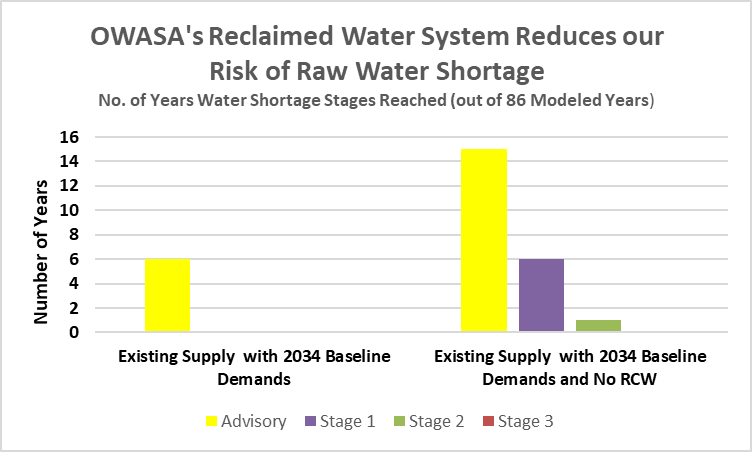 OWASA's Reclaimed Water System Reduces our
Risk of Raw Water Shortage
No. of Years Water Shortage Stages Reached (out of 86 Modeled Years)
Number of Years
16
14
12
10
8
6
4
2
0
Existing Supply with 2034 Baseline
Demands
Existing Supply with 2034 Baseline
Demands and No RCW
Advisory Stage 1 Stage 2 Stage 3